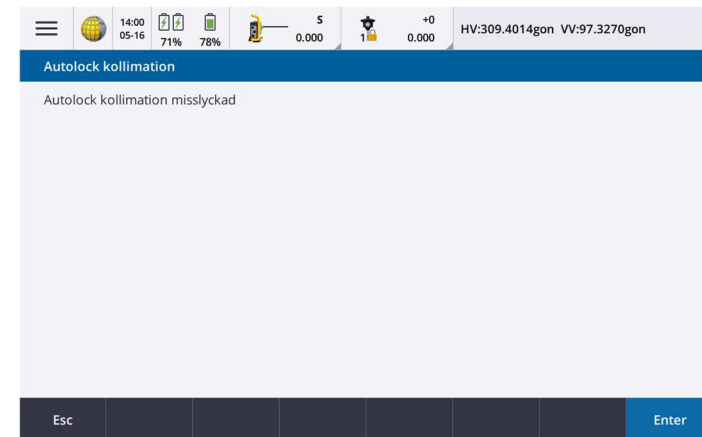 14:00
05-16
71%
78%
S
0.000
1
+0
0.000
HV:309.4014gon VV:97.3270gon
Autolock kollimation
Autolock kollimation misslyckad
Esc
Enter